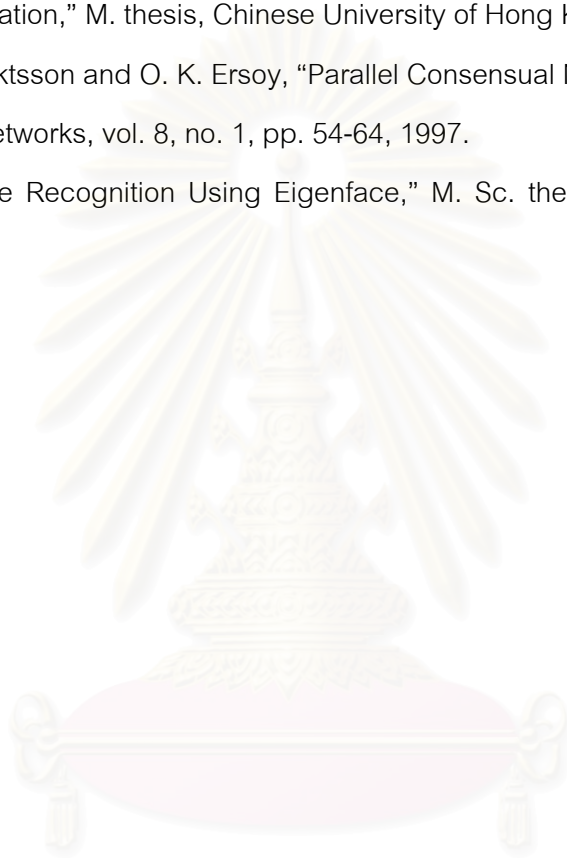 ation,” M. thesis, Chinese University of Hong
ktsson and O. K. Ersoy, “Parallel Consensual
etworks, vol. 8, no. 1, pp. 54-64, 1997.
e Recognition Using Eigenface,” M. Sc. the